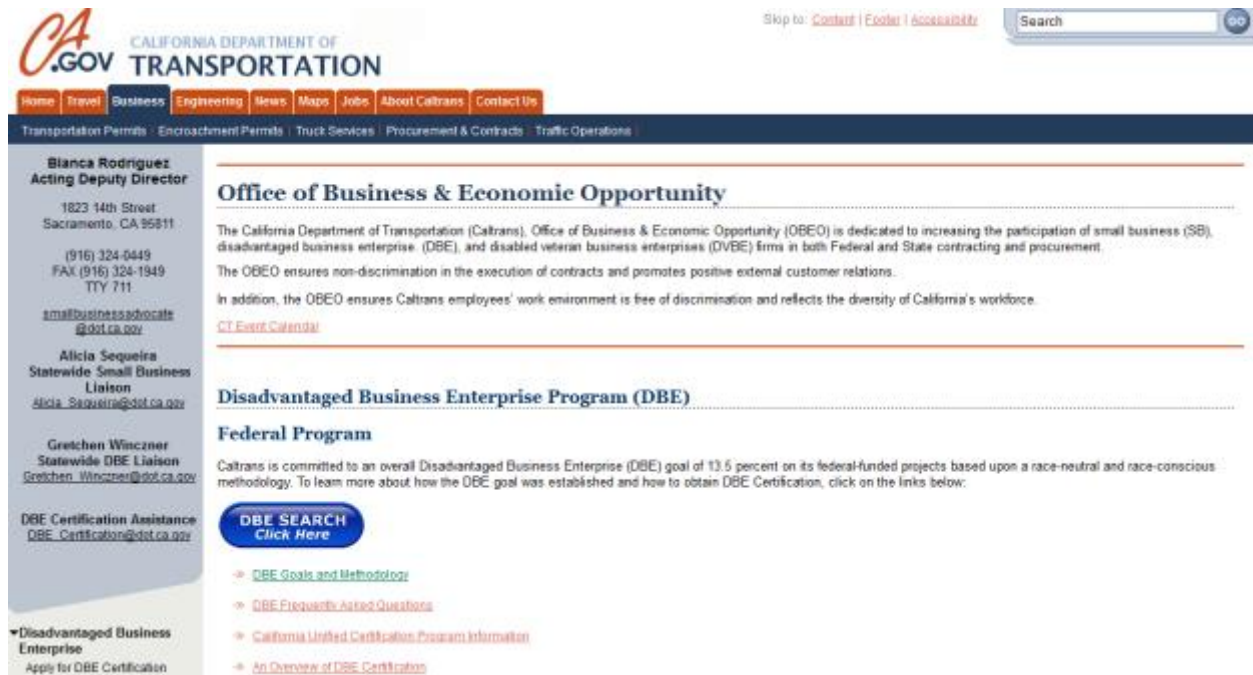 CA
.GOV
CALIFORNIA DEPARTMENT OF
TRANSPORTATION
Skip to: Content | Footer | Accessibility
Search
GO
Home Travel Business Engineering News Maps Jobs About Caltrans Contact Us
Transportation Permits | Encroachment Permits | Truck Services | Procurement & Contracts | Traffic Operations |
Blanca Rodriguez
Acting Deputy Director
1823 14th Street
Sacramento, CA 95811
(916) 324-0449
FAX (916) 324-1949
TTY 711
smallbusinessadvocate
@dot.ca.gov
Alicia Sequeira
Statewide Small Business
Liaison
Alicia_Sequeira@dot.ca.gov
Gretchen Winczner
Statewide DBE Liaison
Gretchen_Winczner@dot.ca.gov
DBE Certification Assistance
DBE_Certification@dot.ca.gov
Disadvantaged Business
Enterprise
Apply for DBE Certification
Office of Business & Economic Opportunity
The California Department of Transportation (Caltrans), Office of Business & Economic Opportunity (OBEO) is dedicated to increasing the participation of small business (SB),
disadvantaged business enterprise (DBE), and disabled veteran business enterprises (DVBE) firms in both Federal and State contracting and procurement.
The OBEO ensures non-discrimination in the execution of contracts and promotes positive external customer relations.
In addition, the OBEO ensures Caltrans employees' work environment is free of discrimination and reflects the diversity of California's workforce.
CT Event Calendar
Disadvantaged Business Enterprise Program (DBE)
Federal Program
Caltrans is committed to an overall Disadvantaged Business Enterprise (DBE) goal of 13.5 percent on its federal-funded projects based upon a race-neutral and race-conscious
methodology. To learn more about how the DBE goal was established and how to obtain DBE Certification, click on the links below:
DBE SEARCH
Click Here
DBE Goals and Methodology
DBE Frequently Asked Questions
California Unified Certification Program Information
An Overview of DBE Certification